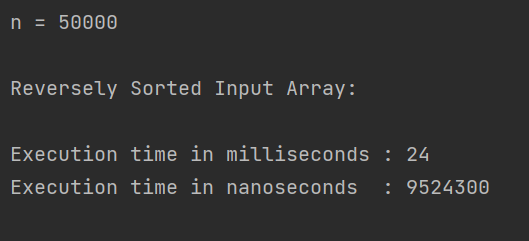 n = 50000
Reversely Sorted Input Array:
Execution time in milliseconds : 24
Execution time in nanoseconds  : 9524300